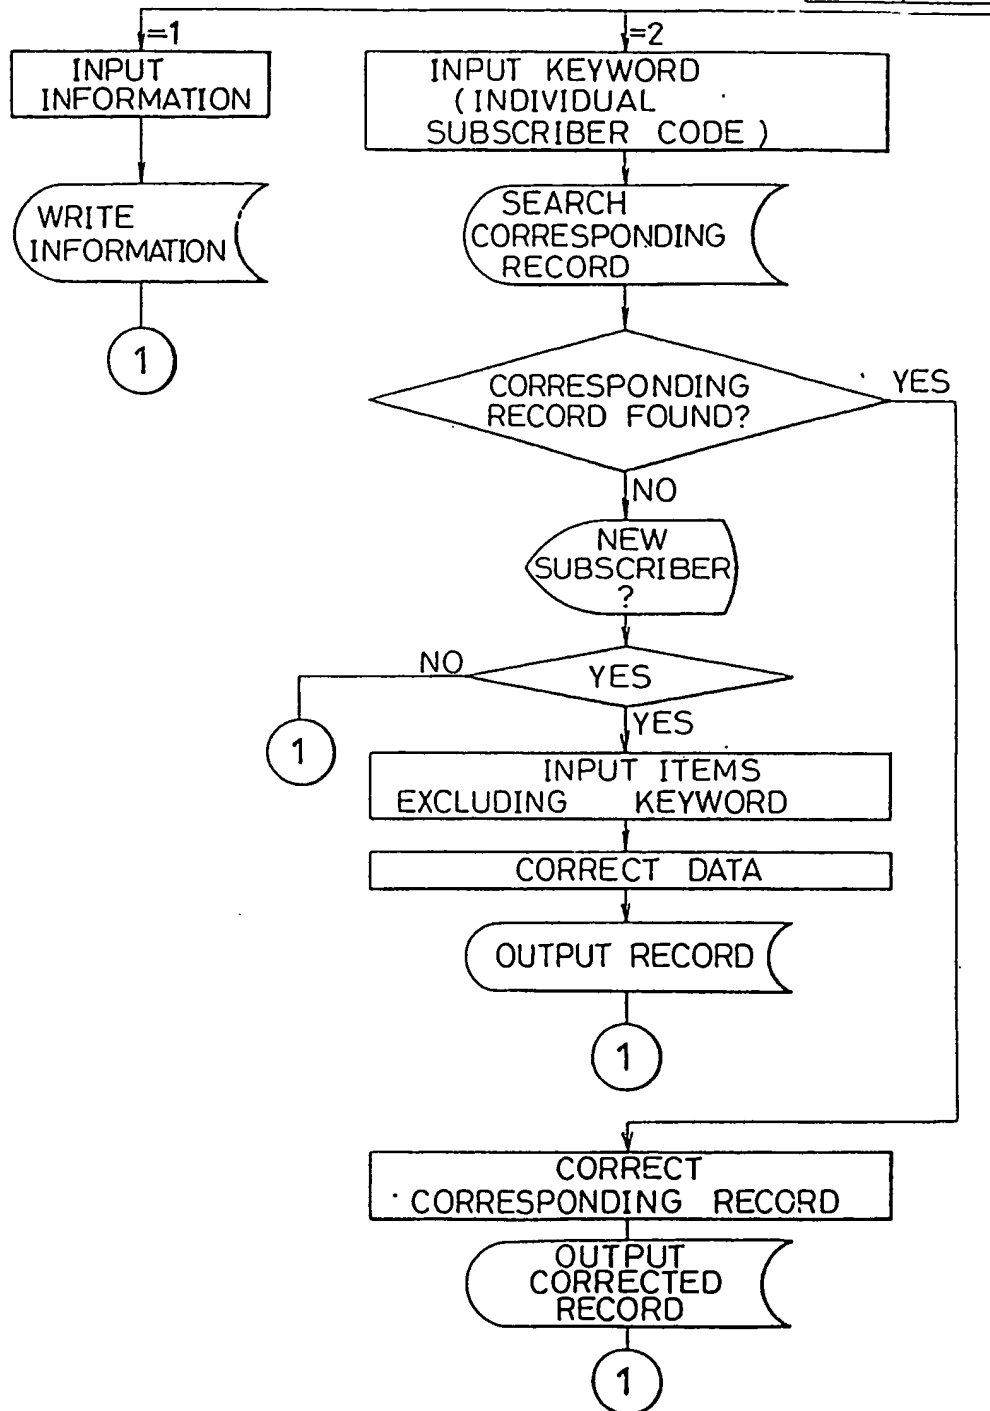 =1
INPUT
INFORMATION
WRITE
INFORMATION
1
=2
INPUT KEYWORD
(INDIVIDUAL
SUBSCRIBER CODE)
SEARCH
CORRESPONDING
RECORD
CORRESPONDING
RECORD FOUND?
YES
NO
NEW
SUBSCRIBER
?
NO
YES
1
YES
INPUT ITEMS
EXCLUDING KEYWORD
CORRECT DATA
OUTPUT RECORD
1
CORRECT
CORRESPONDING RECORD
OUTPUT
CORRECTED
RECORD
1